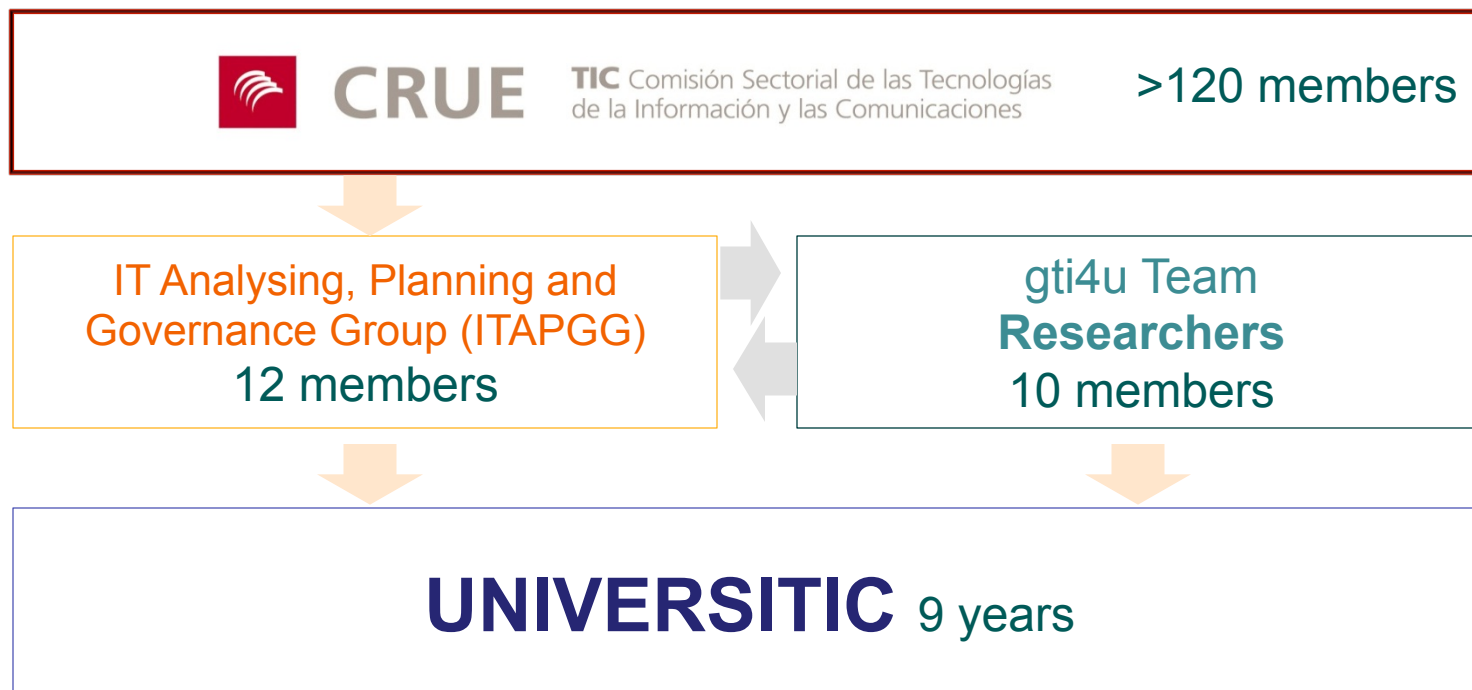 CRUE
TIC Comisión Sectorial de las Tecnologías
de la Información y las Comunicaciones
>120 members
IT Analysing, Planning and
Governance Group (ITAPGG)
12 members
gti4u Team
Researchers
10 members
UNIVERSITIC 9 years